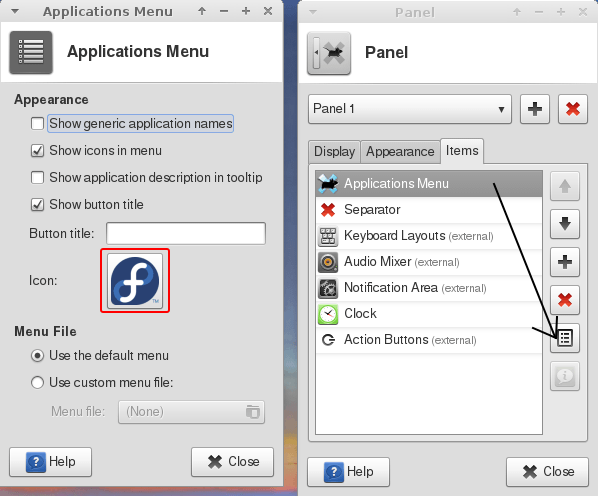 Applications Menu
Applications Menu
Appearance
Show generic application names
Show icons in menu
Show application description in tooltip
Show button title
Button title:
Icon:
TM
Menu File
Use the default menu
Use custom menu file:
Menu file: (None)
Help Close
Panel
Panel
Panel 1
Display Appearance Items
Applications Menu
Separator
Keyboard Layouts (external)
Audio Mixer (external)
Notification Area (external)
Clock
Action Buttons (external)
Help Close